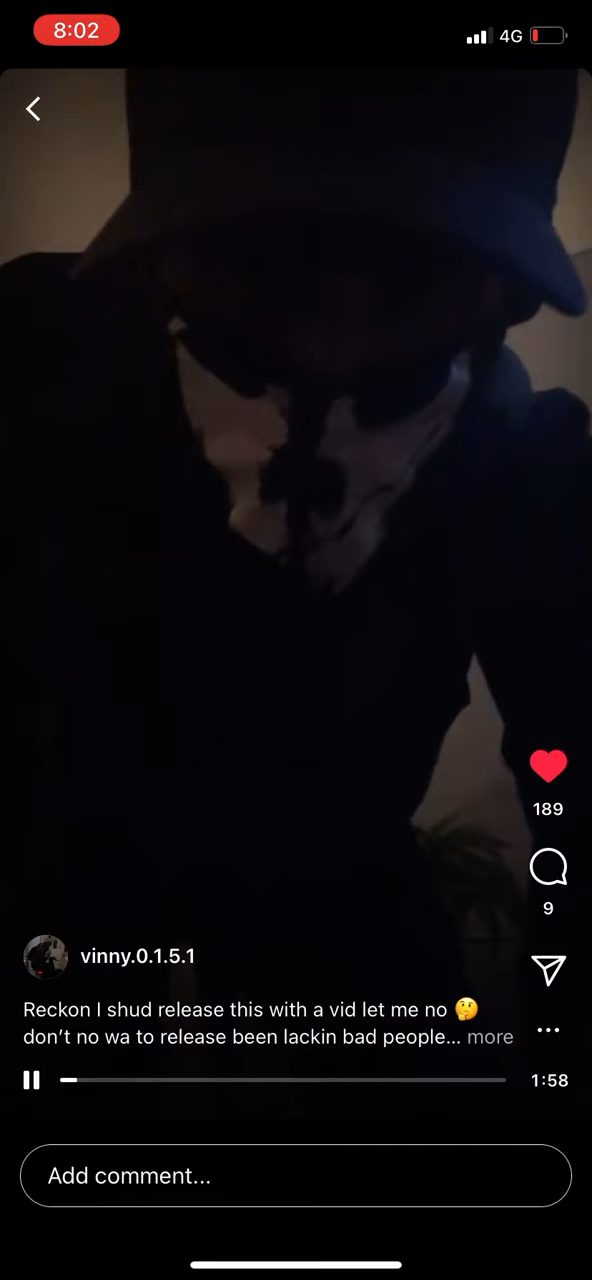 8:02
4G
189
9
vinny.0.1.5.1
Reckon I shud release this with a vid let me no 🤔
don't no wa to release been lackin bad people... more
1:58
Add comment...